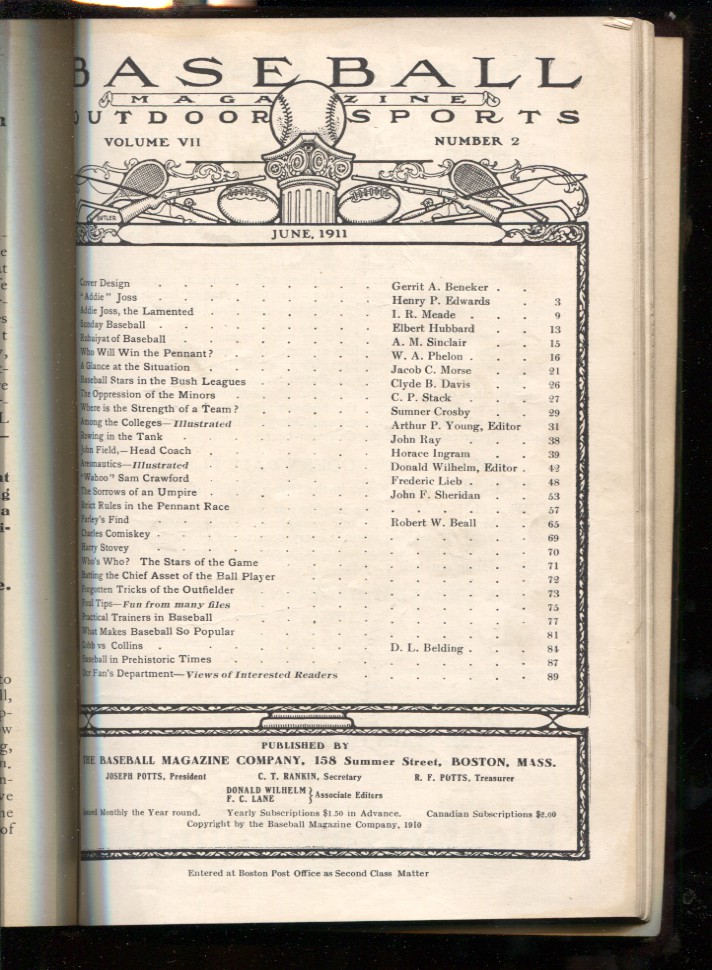 BASEBALL
MAGAZINE
OUTDOOR SPORTS
VOLUME VII NUMBER 2
BUTLER
JUNE, 1911
Cover Design . . . Gerrit A. Beneker .
"Addie" Joss . . . Henry P. Edwards . 3
Addie Joss, the Lamented . . . I. R. Meade . 9
Sunday Baseball . . . Elbert Hubbard . 13
Rubaiyat of Baseball . . . A. M. Sinclair . 15
Who Will Win the Pennant? . . . W. A. Phelon . 16
A Glance at the Situation . . . Jacob C. Morse . 21
Baseball Stars in the Bush Leagues . . . Clyde B. Davis . 26
The Oppression of the Minors . . . C. P. Stack . 27
Where is the Strength of a Team? . . . Sumner Crosby . 29
Among the Colleges—Illustrated . . . Arthur P. Young, Editor 31
Rowing in the Tank . . . John Ray . 38
John Field,—Head Coach . . . Horace Ingram . 39
Aeronautics—Illustrated . . . Donald Wilhelm, Editor . 42
"Wahoo" Sam Crawford . . . Frederic Lieb . 48
The Sorrows of an Umpire . . . John F. Sheridan . 53
Strict Rules in the Pennant Race . . . 57
Farley's Find . . . Robert W. Beall . 65
Charles Comiskey . . . 69
Harry Stovey . . . 70
Who's Who? The Stars of the Game . . . 71
Batting the Chief Asset of the Ball Player . . . 72
Forgotten Tricks of the Outfielder . . . 73
Foul Tips—Fun from many files . . . 75
Practical Trainers in Baseball . . . 77
What Makes Baseball So Popular . . . 81
Cobb vs Collins . . . D. L. Belding . 84
Baseball in Prehistoric Times . . . 87
Our Fan's Department—Views of Interested Readers . . . 89
PUBLISHED BY
THE BASEBALL MAGAZINE COMPANY, 158 Summer Street, BOSTON, MASS.
JOSEPH POTTS, President C. T. RANKIN, Secretary R. F. POTTS, Treasurer
DONALD WILHELM
F. C. LANE } Associate Editors
Issued Monthly the Year round. Yearly Subscriptions $1.50 in Advance. Canadian Subscriptions $2.00
Copyright by the Baseball Magazine Company, 1910
Entered at Boston Post Office as Second Class Matter